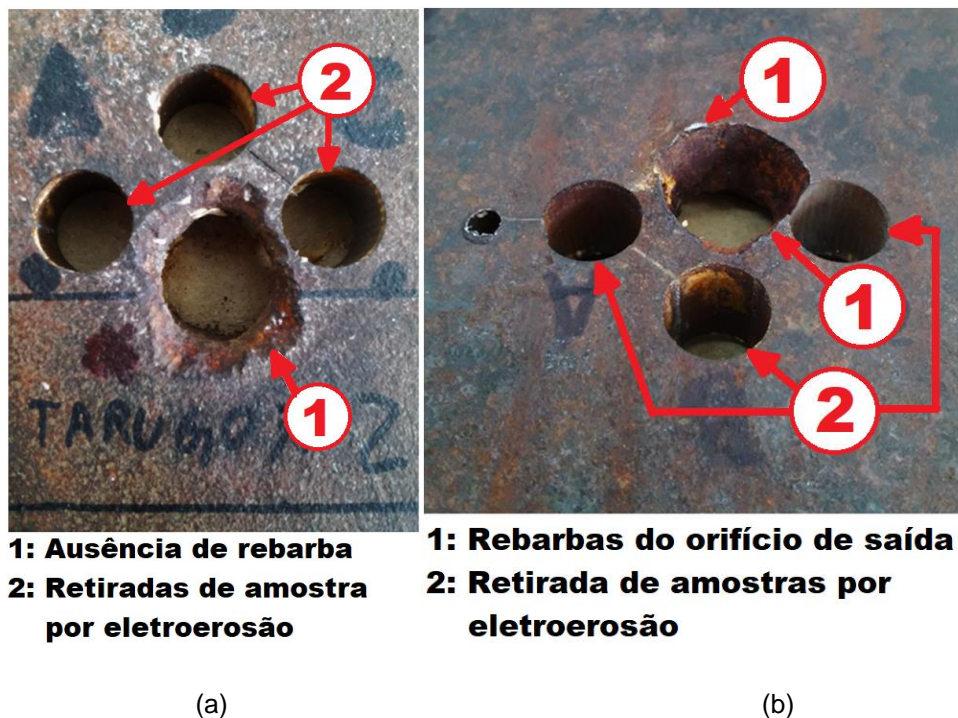 2
1
TARUGO 2
1: Ausência de rebarba
2: Retiradas de amostra
por eletroerosão
(a)
1
1
A
2
1: Rebarbas do orifício de saída
2: Retirada de amostras por
eletroerosão
(b)